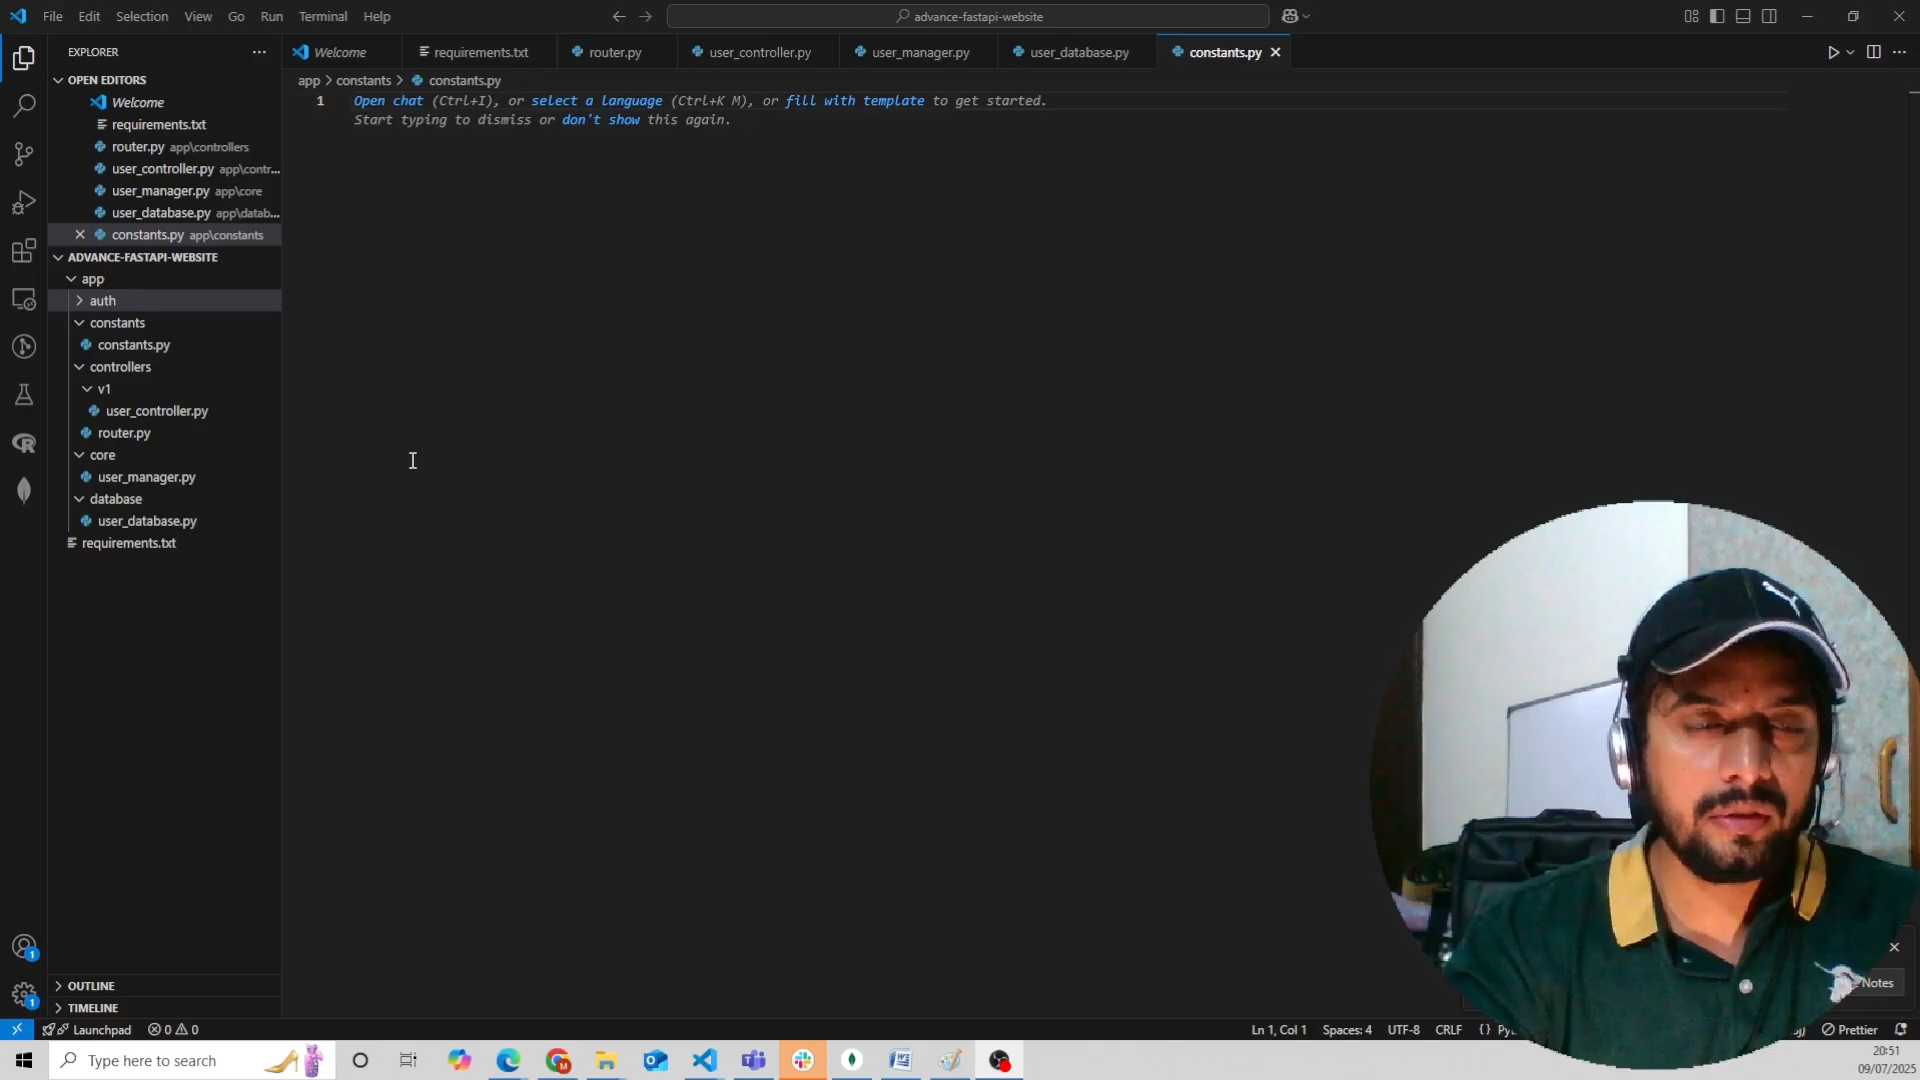 File Edit Selection View Go Run Terminal Help
advance-fastapi-website
EXPLORER
Welcome
requirements.txt
router.py
user_controller.py
user_manager.py
user_database.py
constants.py
OPEN EDITORS
Welcome
requirements.txt
router.py app\controllers
user_controller.py app\contr...
user_manager.py app\core
user_database.py app\datab...
constants.py app\constants
ADVANCE-FASTAPI-WEBSITE
app
auth
constants
constants.py
controllers
v1
user_controller.py
router.py
core
user_manager.py
database
user_database.py
requirements.txt
OUTLINE
TIMELINE
app > constants > constants.py
1
Open chat (Ctrl+I), or select a language (Ctrl+K M), or fill with template to get started.
Start typing to dismiss or don't show this again.
Notes
Launchpad
0 0
Ln 1, Col 1 Spaces: 4 UTF-8 CRLF {} Prettier
Type here to search
20:51
09/07/2025